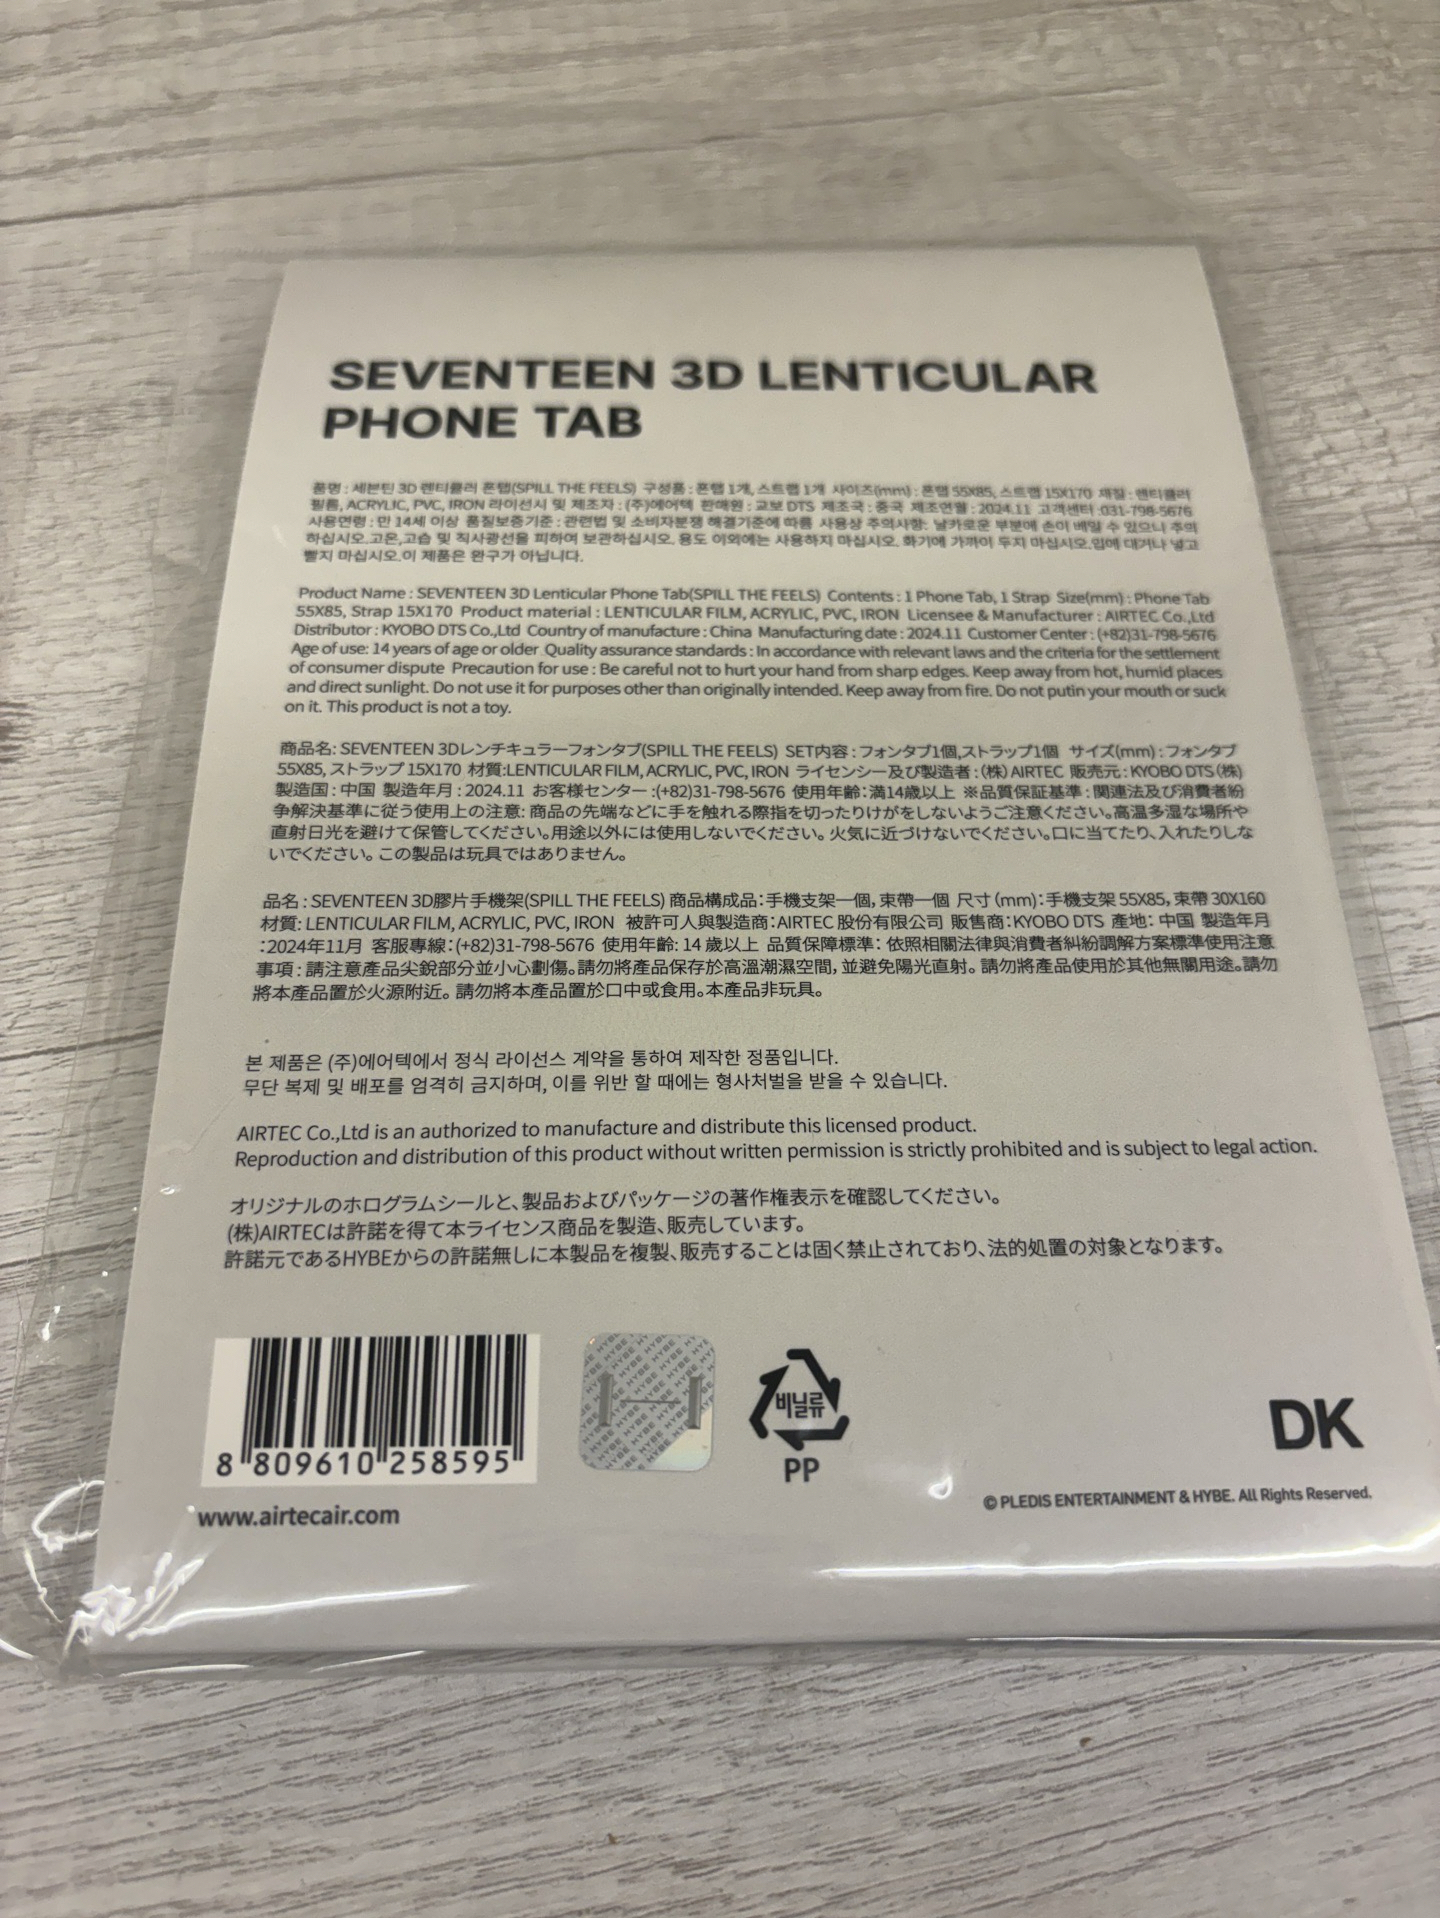 SEVENTEEN 3D LENTICULAR
PHONE TAB
품명 : 세븐틴 3D 렌티큘러 폰탭(SPILL THE FEELS) 구성품 : 폰탭 1개, 스트랩 1개 사이즈(mm) : 폰탭 55X85, 스트랩 15X170 재질 : 렌티큘러
필름, ACRYLIC, PVC, IRON 라이선시 및 제조자 : (주)에어텍 판매원 : 교보 DTS 제조국 : 중국 제조연월 : 2024.11 고객센터 :031-798-5676
사용연령 : 만 14세 이상 품질보증기준 : 관련법 및 소비자분쟁 해결기준에 따름 사용상 주의사항: 날카로운 부분에 손이 베일 수 있으니 주의
하십시오.고온,고습 및 직사광선을 피하여 보관하십시오. 용도 이외에는 사용하지 마십시오. 화기에 가까이 두지 마십시오.입에 대거나 넣고
빨지 마십시오.이 제품은 완구가 아닙니다.
Product Name : SEVENTEEN 3D Lenticular Phone Tab(SPILL THE FEELS) Contents : 1 Phone Tab, 1 Strap Size(mm) : Phone Tab
55X85, Strap 15X170 Product material : LENTICULAR FILM, ACRYLIC, PVC, IRON Licensee & Manufacturer : AIRTEC Co.,Ltd
Distributor : KYOBO DTS Co.,Ltd Country of manufacture : China Manufacturing date : 2024.11 Customer Center : (+82)31-798-5676
Age of use: 14 years of age or older Quality assurance standards : In accordance with relevant laws and the criteria for the settlement
of consumer dispute Precaution for use : Be careful not to hurt your hand from sharp edges. Keep away from hot, humid places
and direct sunlight. Do not use it for purposes other than originally intended. Keep away from fire. Do not putin your mouth or suck
on it. This product is not a toy.
商品名: SEVENTEEN 3Dレンチキュラーフォンタブ(SPILL THE FEELS) SET内容 : フォンタブ1個,ストラップ1個 サイズ(mm) : フォンタブ
55X85, ストラップ 15X170 材質:LENTICULAR FILM, ACRYLIC, PVC, IRON ライセンシー及び製造者 : (株) AIRTEC 販売元 : KYOBO DTS (株)
製造国 : 中国 製造年月 : 2024.11 お客様センター :(+82)31-798-5676 使用年齢: 満14歳以上 ※品質保証基準 : 関連法及び消費者紛
争解決基準に従う使用上の注意: 商品の先端などに手を触れる際指を切ったりけがをしないようご注意ください。高温多湿な場所や
直射日光を避けて保管してください。用途以外には使用しないでください。 火気に近づけないでください。口に当てたり、入れたりしな
いでください。 この製品は玩具ではありません。
品名 : SEVENTEEN 3D膠片手機架(SPILL THE FEELS) 商品構成品: 手機支架一個, 束帶一個 尺寸 (mm): 手機支架 55X85, 束帶 30X160
材質: LENTICULAR FILM, ACRYLIC, PVC, IRON 被許可人與製造商: AIRTEC 股份有限公司 販售商: KYOBO DTS 產地: 中国 製造年月
:2024年11月 客服專線 : (+82)31-798-5676 使用年齡: 14 歲以上 品質保障標準: 依照相關法律與消費者糾紛調解方案標準使用注意
事項 : 請注意產品尖銳部分並小心劃傷。請勿將產品保存於高溫潮濕空間, 並避免陽光直射。 請勿將產品使用於其他無關用途。請勿
將本產品置於火源附近。 請勿將本產品置於口中或食用。本產品非玩具。
본 제품은 (주)에어텍에서 정식 라이선스 계약을 통하여 제작한 정품입니다.
무단 복제 및 배포를 엄격히 금지하며, 이를 위반 할 때에는 형사처벌을 받을 수 있습니다.
AIRTEC Co.,Ltd is an authorized to manufacture and distribute this licensed product.
Reproduction and distribution of this product without written permission is strictly prohibited and is subject to legal action.
オリジナルのホログラムシールと、製品およびパッケージの著作権表示を確認してください。
(株)AIRTECは許諾を得て本ライセンス商品を製造、販売しています。
許諾元であるHYBEからの許諾無しに本製品を複製、販売することは固く禁止されており、法的処置の対象となります。
8 809610 258595
HYBE
비닐류
PP
DK
www.airtecair.com
© PLEDIS ENTERTAINMENT & HYBE. All Rights Reserved.